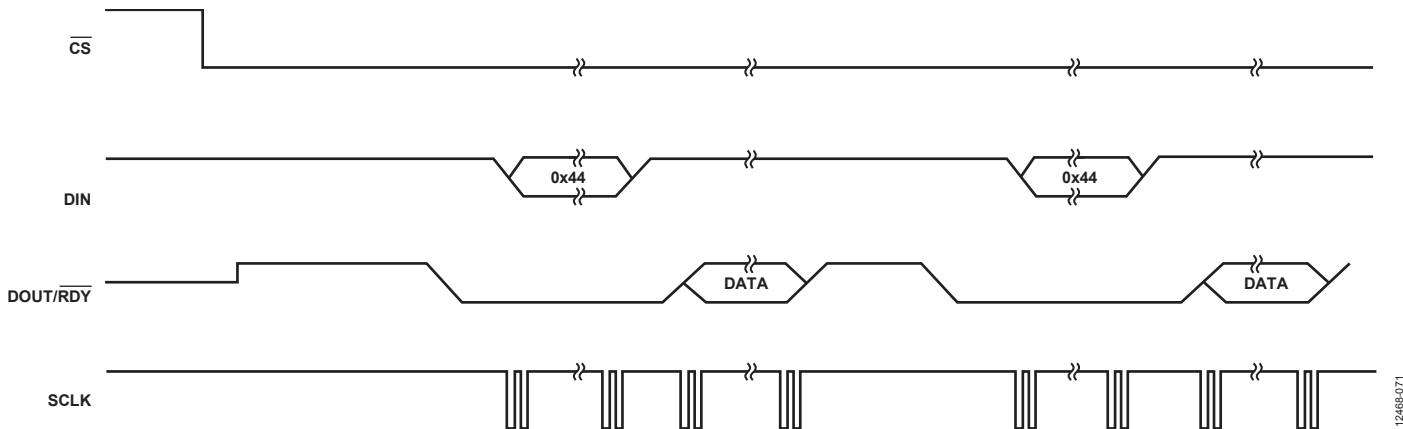 CS
DIN
0x44
0x44
DOUT/RDY
DATA
DATA
SCLK
12468-071